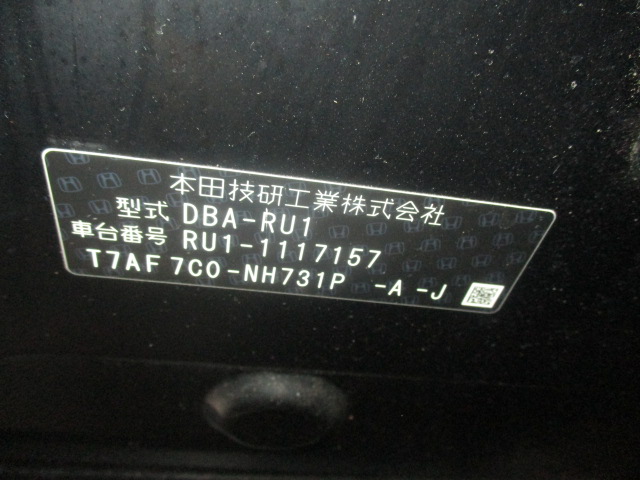 本田技研工業株式会社
型式 DBA-RU1
車台番号 RU1-1117157
T7AF 7C0-NH731P -A -J